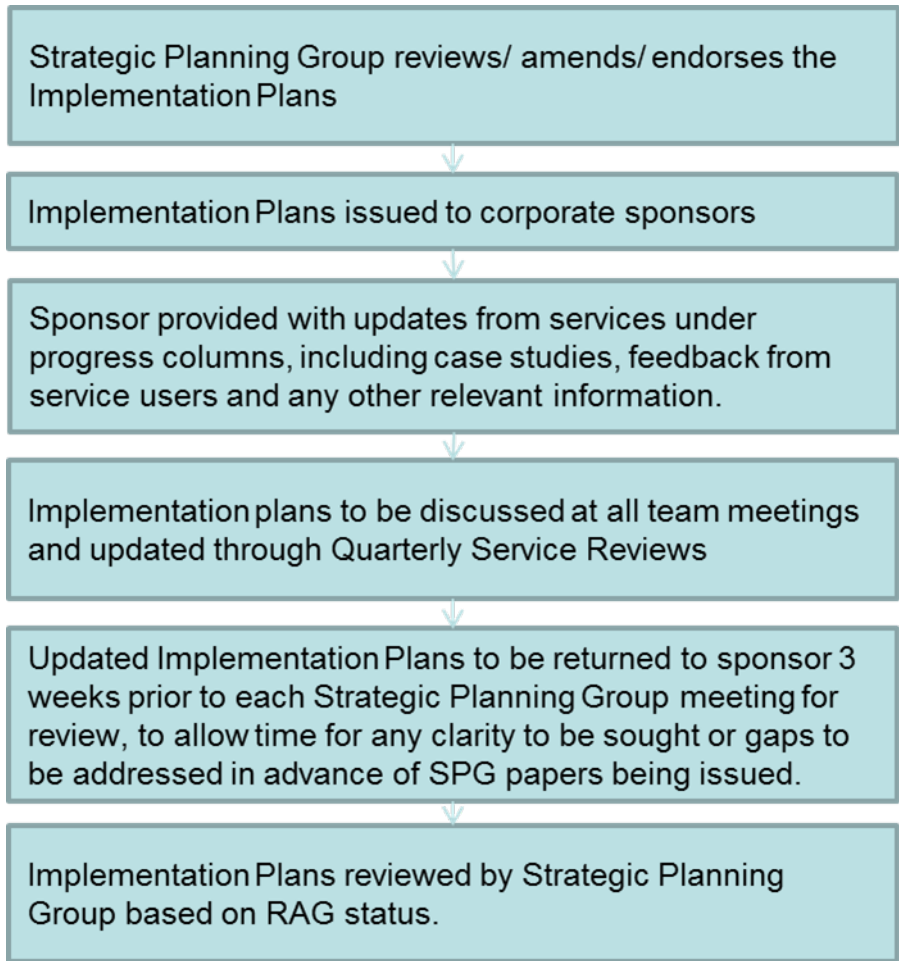 Strategic Planning Group reviews/ amends/ endorses the
Implementation Plans
Implementation Plans issued to corporate sponsors
Sponsor provided with updates from services under
progress columns, including case studies, feedback from
service users and any other relevant information.
Implementation plans to be discussed at all team meetings
and updated through Quarterly Service Reviews
Updated Implementation Plans to be returned to sponsor 3
weeks prior to each Strategic Planning Group meeting for
review, to allow time for any clarity to be sought or gaps to
be addressed in advance of SPG papers being issued.
Implementation Plans reviewed by Strategic Planning
Group based on RAG status.